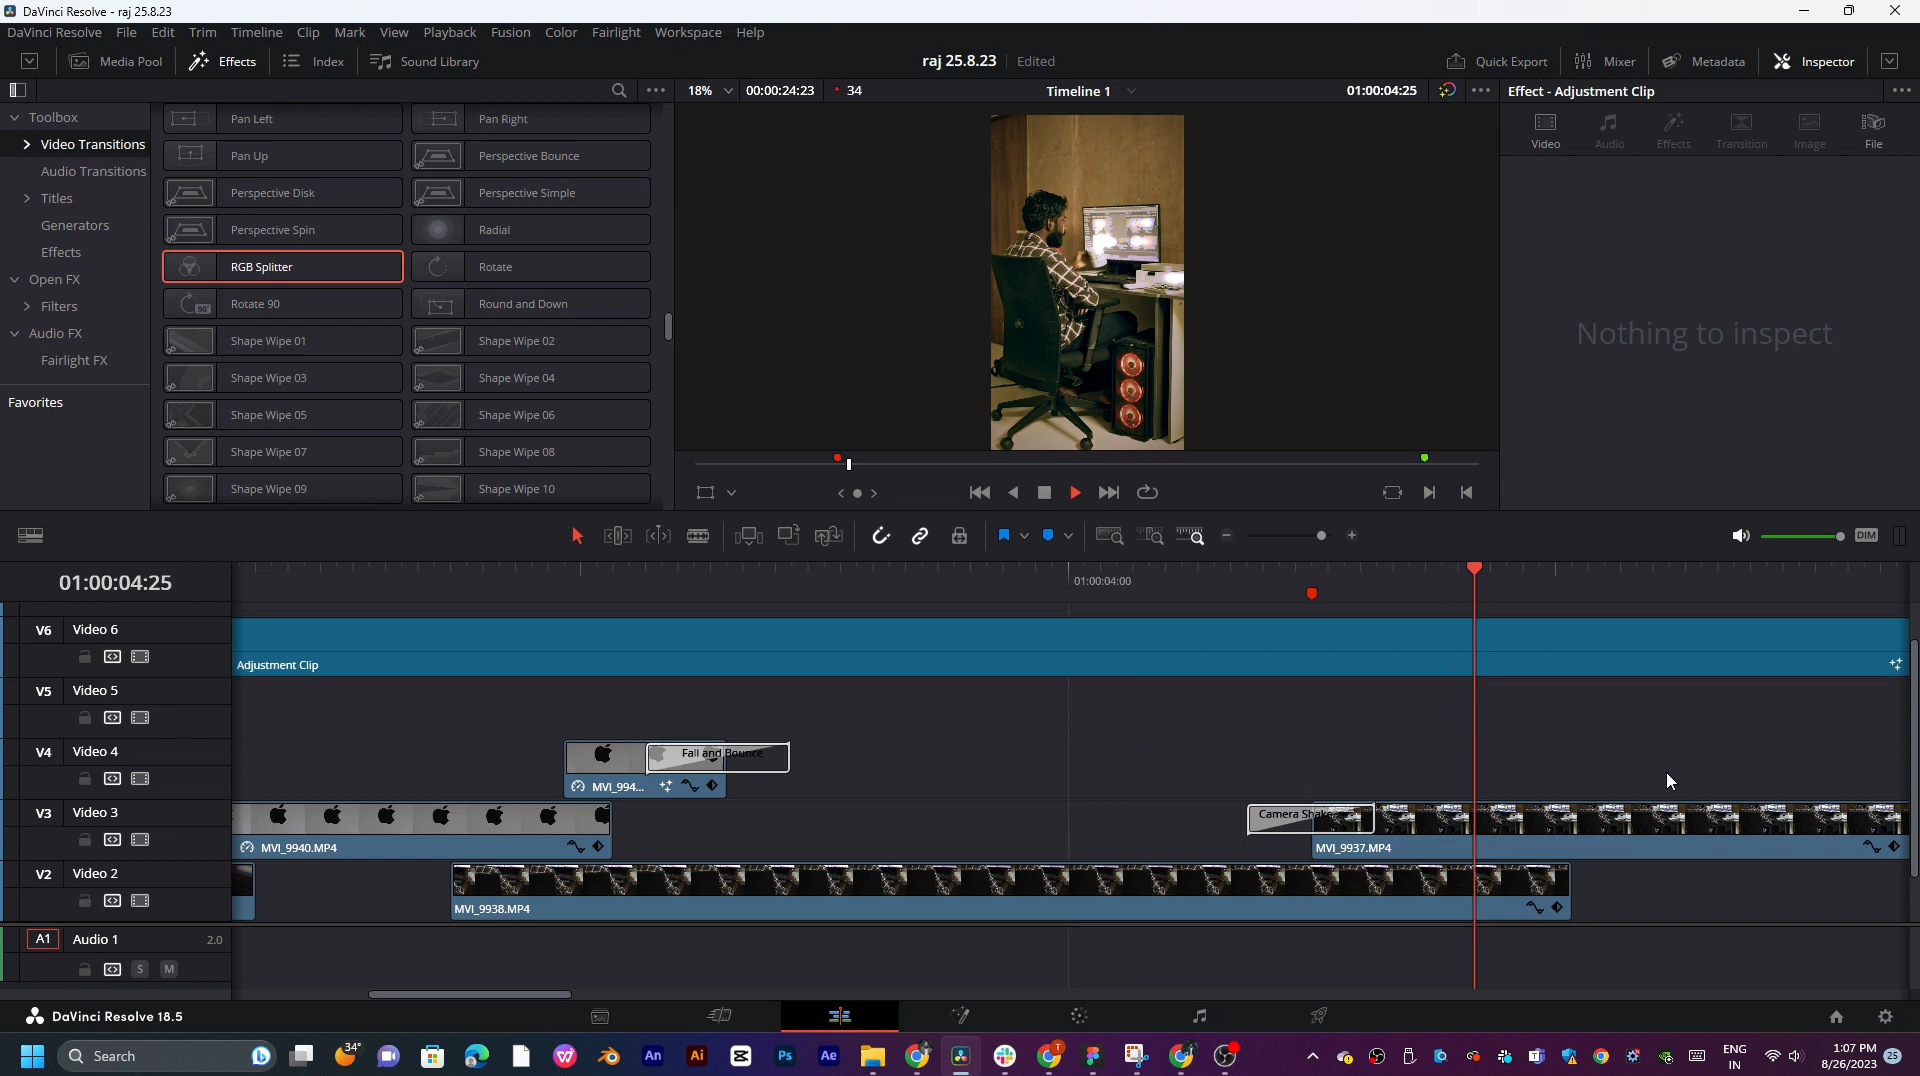 DaVinci Resolve - raj 25.8.23
DaVinci Resolve File Edit Trim Timeline Clip Mark View Playback Fusion Color Fairlight Workspace Help
Media Pool Effects Index Sound Library raj 25.8.23 Edited Quick Export Mixer Metadata Inspector
18% 00:00:24:23 34 Timeline 1 01:00:04:25 Effect - Adjustment Clip
Toolbox
Video Transitions
Audio Transitions
Titles
Generators
Effects
Open FX
Filters
Audio FX
Fairlight FX
Favorites
Pan Left Pan Right
Pan Up Perspective Bounce
Perspective Disk Perspective Simple
Perspective Spin Radial
RGB Splitter Rotate
Rotate 90 Round and Down
Shape Wipe 01 Shape Wipe 02
Shape Wipe 03 Shape Wipe 04
Shape Wipe 05 Shape Wipe 06
Shape Wipe 07 Shape Wipe 08
Shape Wipe 09 Shape Wipe 10
Video Audio Effects Transition Image File
Nothing to inspect
DIM
01:00:04:25 01:00:04:00
V6 Video 6
Adjustment Clip
V5 Video 5
V4 Video 4
Fall and Bounce
MVI_994...
V3 Video 3
Camera Shake
MVI_9940.MP4 MVI_9937.MP4
V2 Video 2
MVI_9938.MP4
A1 Audio 1 2.0
S M
DaVinci Resolve 18.5
Search 34° An Ai Ps Ae ENG IN 1:07 PM 8/26/2023 25